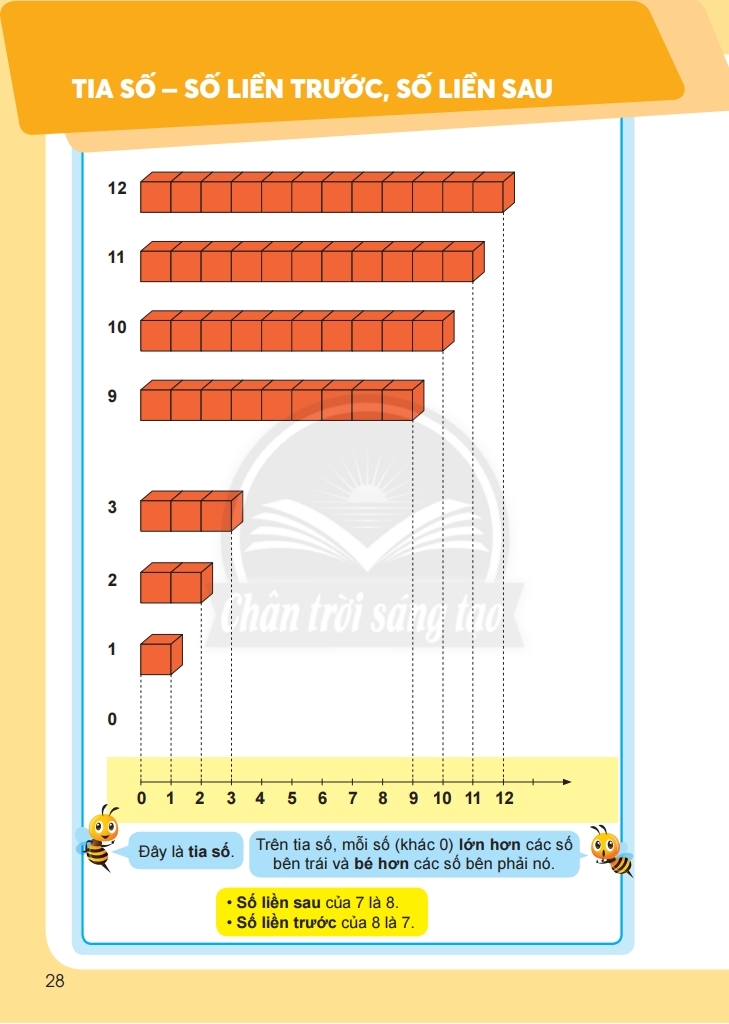 TIA SỐ – SỐ LIỀN TRƯỚC, SỐ LIỀN SAU
12
11
10
9
3
2
1
0
Chân trời sáng tạo
0 1 2 3 4 5 6 7 8 9 10 11 12
Đây là tia số.
Trên tia số, mỗi số (khác 0) lớn hơn các số
bên trái và bé hơn các số bên phải nó.
• Số liền sau của 7 là 8.
• Số liền trước của 8 là 7.
28